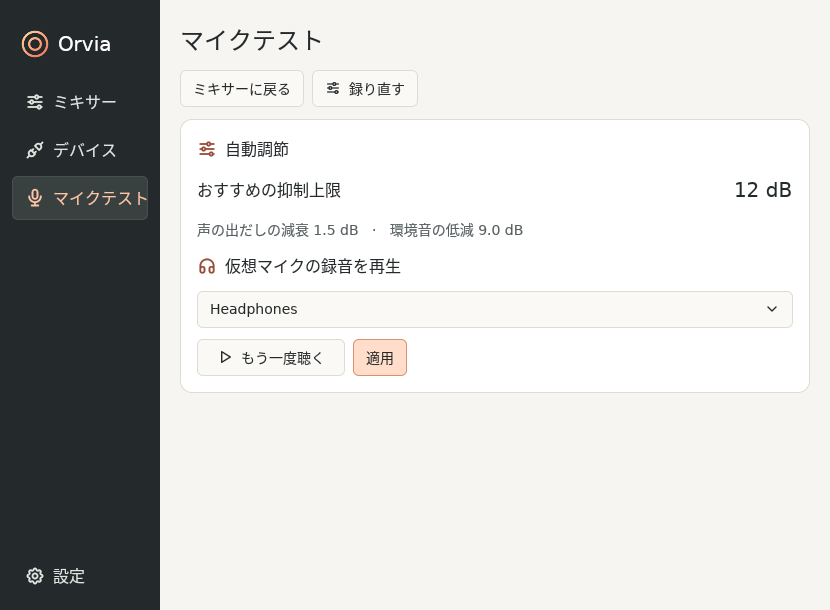 Orvia
ミキサー
デバイス
マイクテスト
設定
マイクテスト
ミキサーに戻る
録り直す
自動調節
おすすめの抑制上限 12 dB
声の出だしの減衰 1.5 dB · 環境音の低減 9.0 dB
仮想マイクの録音を再生
Headphones
もう一度聴く
適用